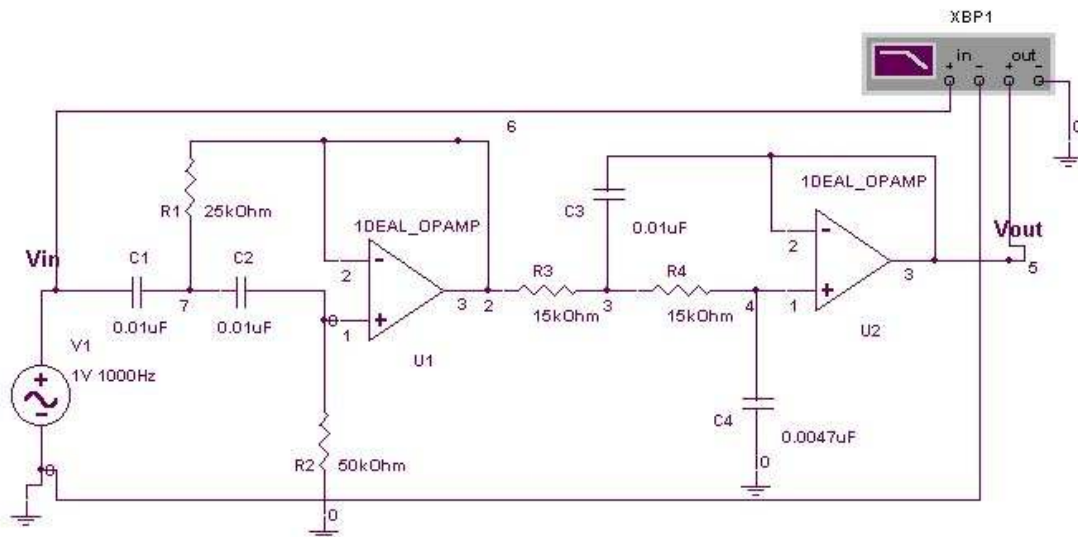 XBP1
in out
+ - + -
6
0
R1 25kOhm
1DEAL_OPAMP
C3
0.01uF
1DEAL_OPAMP
Vin
C1
C2
Vout
2
-
2
-
R3
R4
3
5
7
3 2
3
4
0.01uF
0.01uF
0
+
1
15kOhm
15kOhm
1
+
V1
U1
U2
1V 1000Hz
+
-
C4
0.0047uF
0
R2 50kOhm
0
0